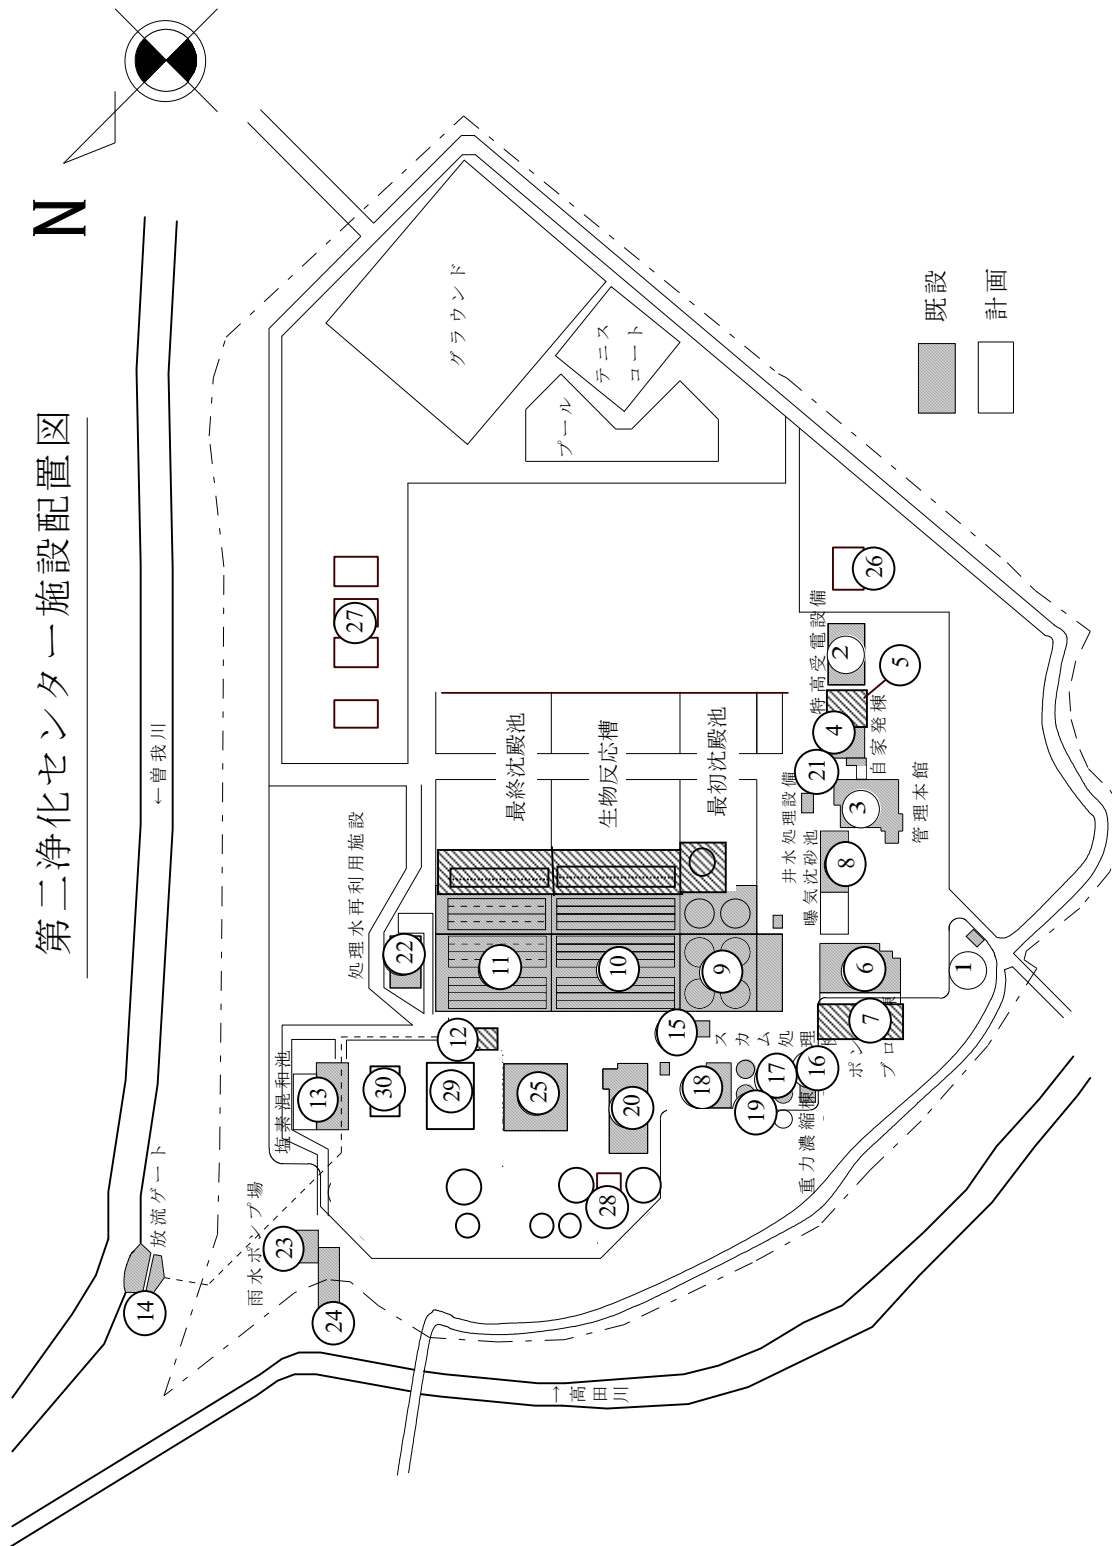 第二浄化センター施設配置図
N
←曽我川
放流ゲート
14
雨水ポンプ場
23
24
塩素混和池
13
30
29
12
25
20
28
処理水再利用施設
22
27
最終沈殿池
生物反応槽
最初沈殿池
11
10
9
15
スカム処理
18
17
16
19
重力濃縮
ポン
ブロ
7
6
1
曝気沈砂池
8
井水処理設備
21
管理本館
3
自家発棟
4
5
特高受電設備
2
26
グラウンド
テニス
コート
プール
既設
計画
→高田川